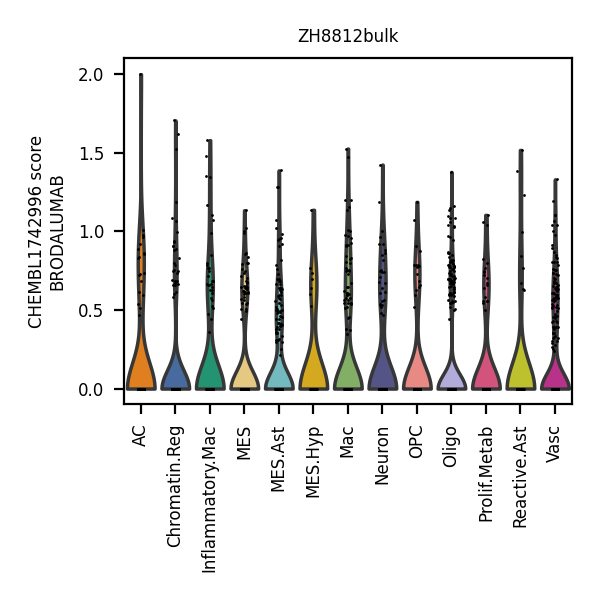 ZH8812bulk
CHEMBL1742996 score
BRODALUMAB
2.0
1.5
1.0
0.5
0.0
AC
Chromatin.Reg
Inflammatory.Mac
MES
MES.Ast
MES.Hyp
Mac
Neuron
OPC
Oligo
Prolif.Metab
Reactive.Ast
Vasc